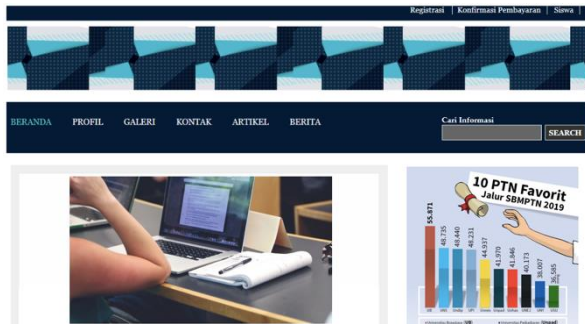 Registrasi | Konfirmasi Pembayaran | Siswa |
BERANDA PROFIL GALERI KONTAK ARTIKEL BERITA
Cari Informasi
SEARCH
10 PTN Favorit
Jalur SBMPTN 2019
55.871
48.735
48.440
48.231
44.937
41.970
41.846
40.173
38.007
36.585